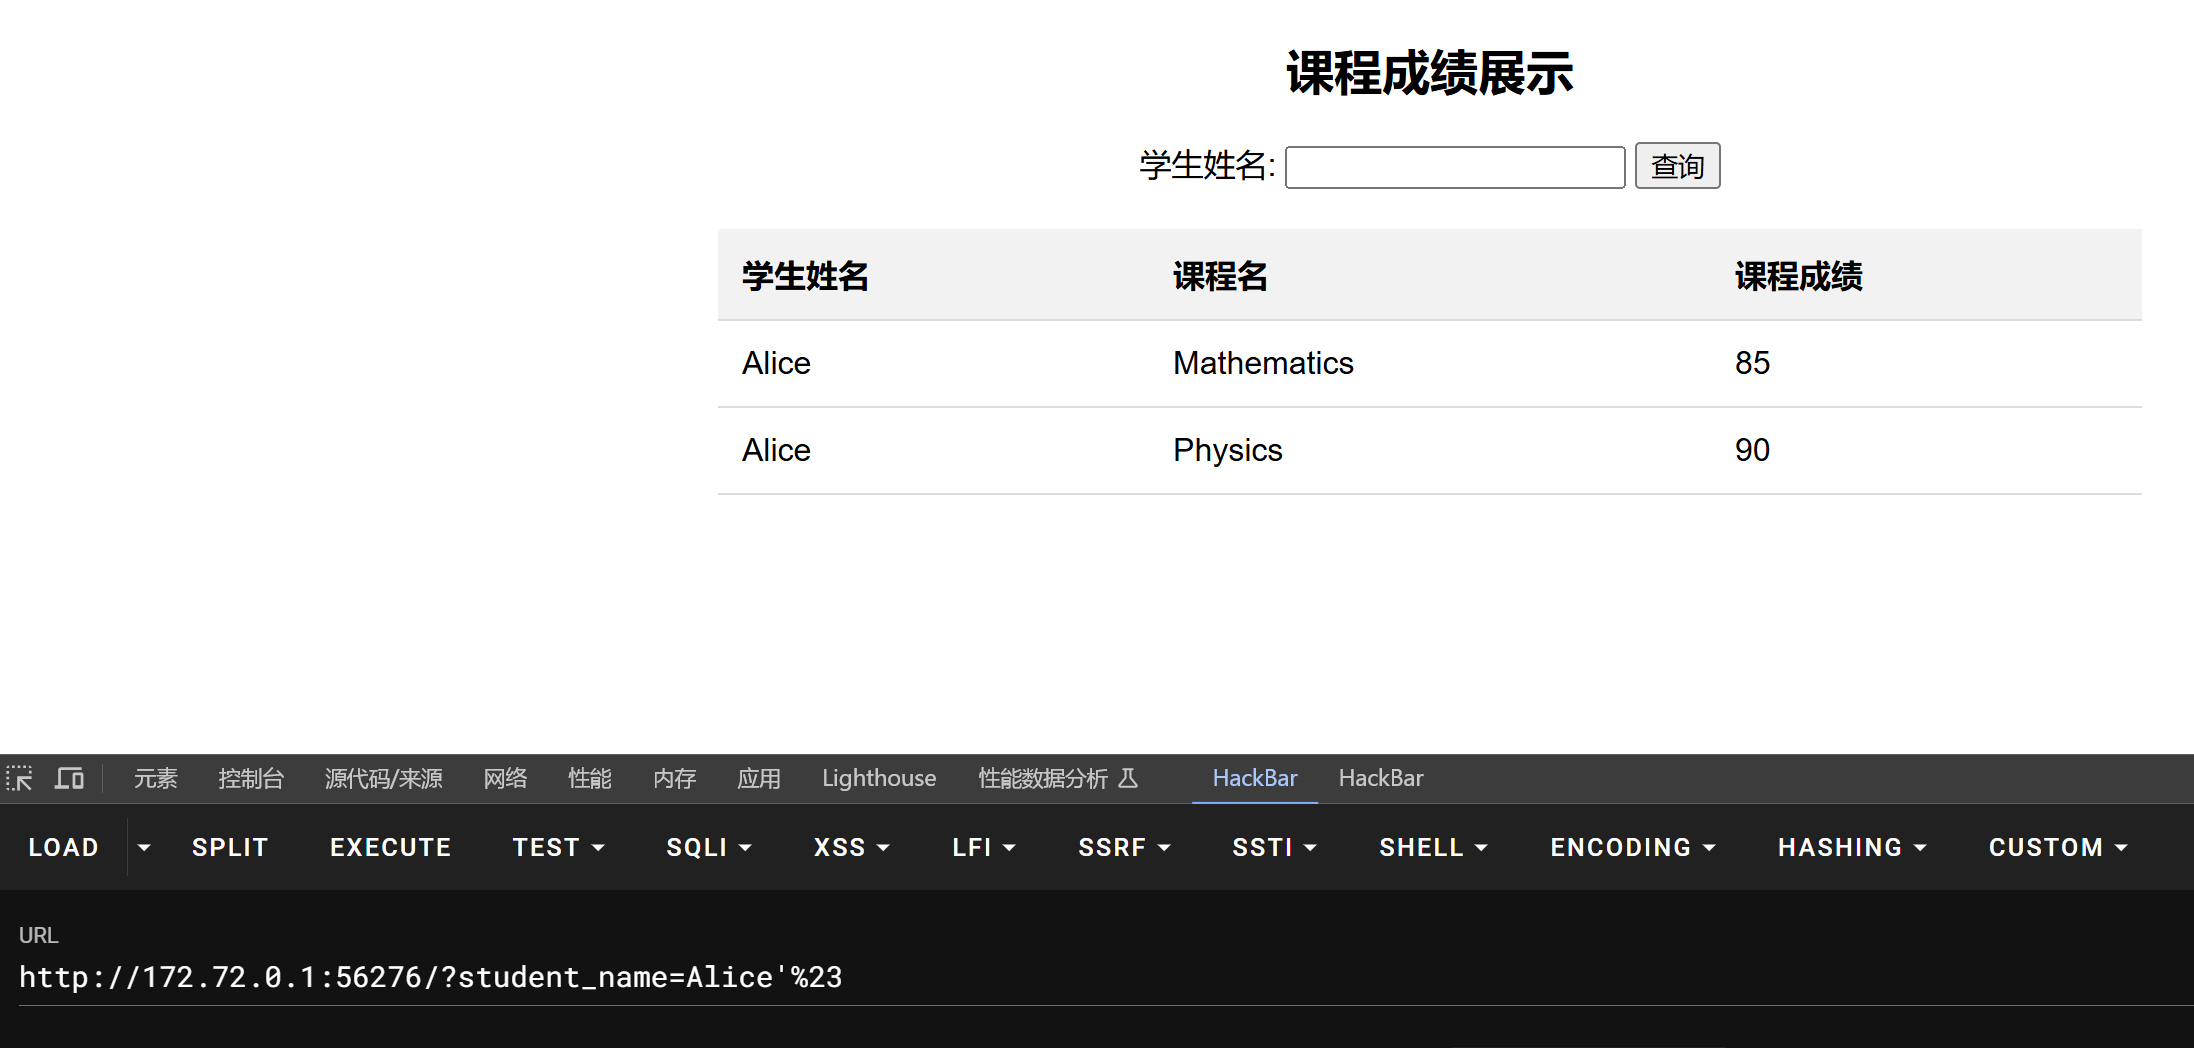 课程成绩展示
学生姓名: 查询
学生姓名 课程名 课程成绩
Alice Mathematics 85
Alice Physics 90
元素 控制台 源代码/来源 网络 性能 内存 应用 Lighthouse 性能数据分析 HackBar HackBar
LOAD SPLIT EXECUTE TEST SQLI XSS LFI SSRF SSTI SHELL ENCODING HASHING CUSTOM
URL
http://172.72.0.1:56276/?student_name=Alice'%23